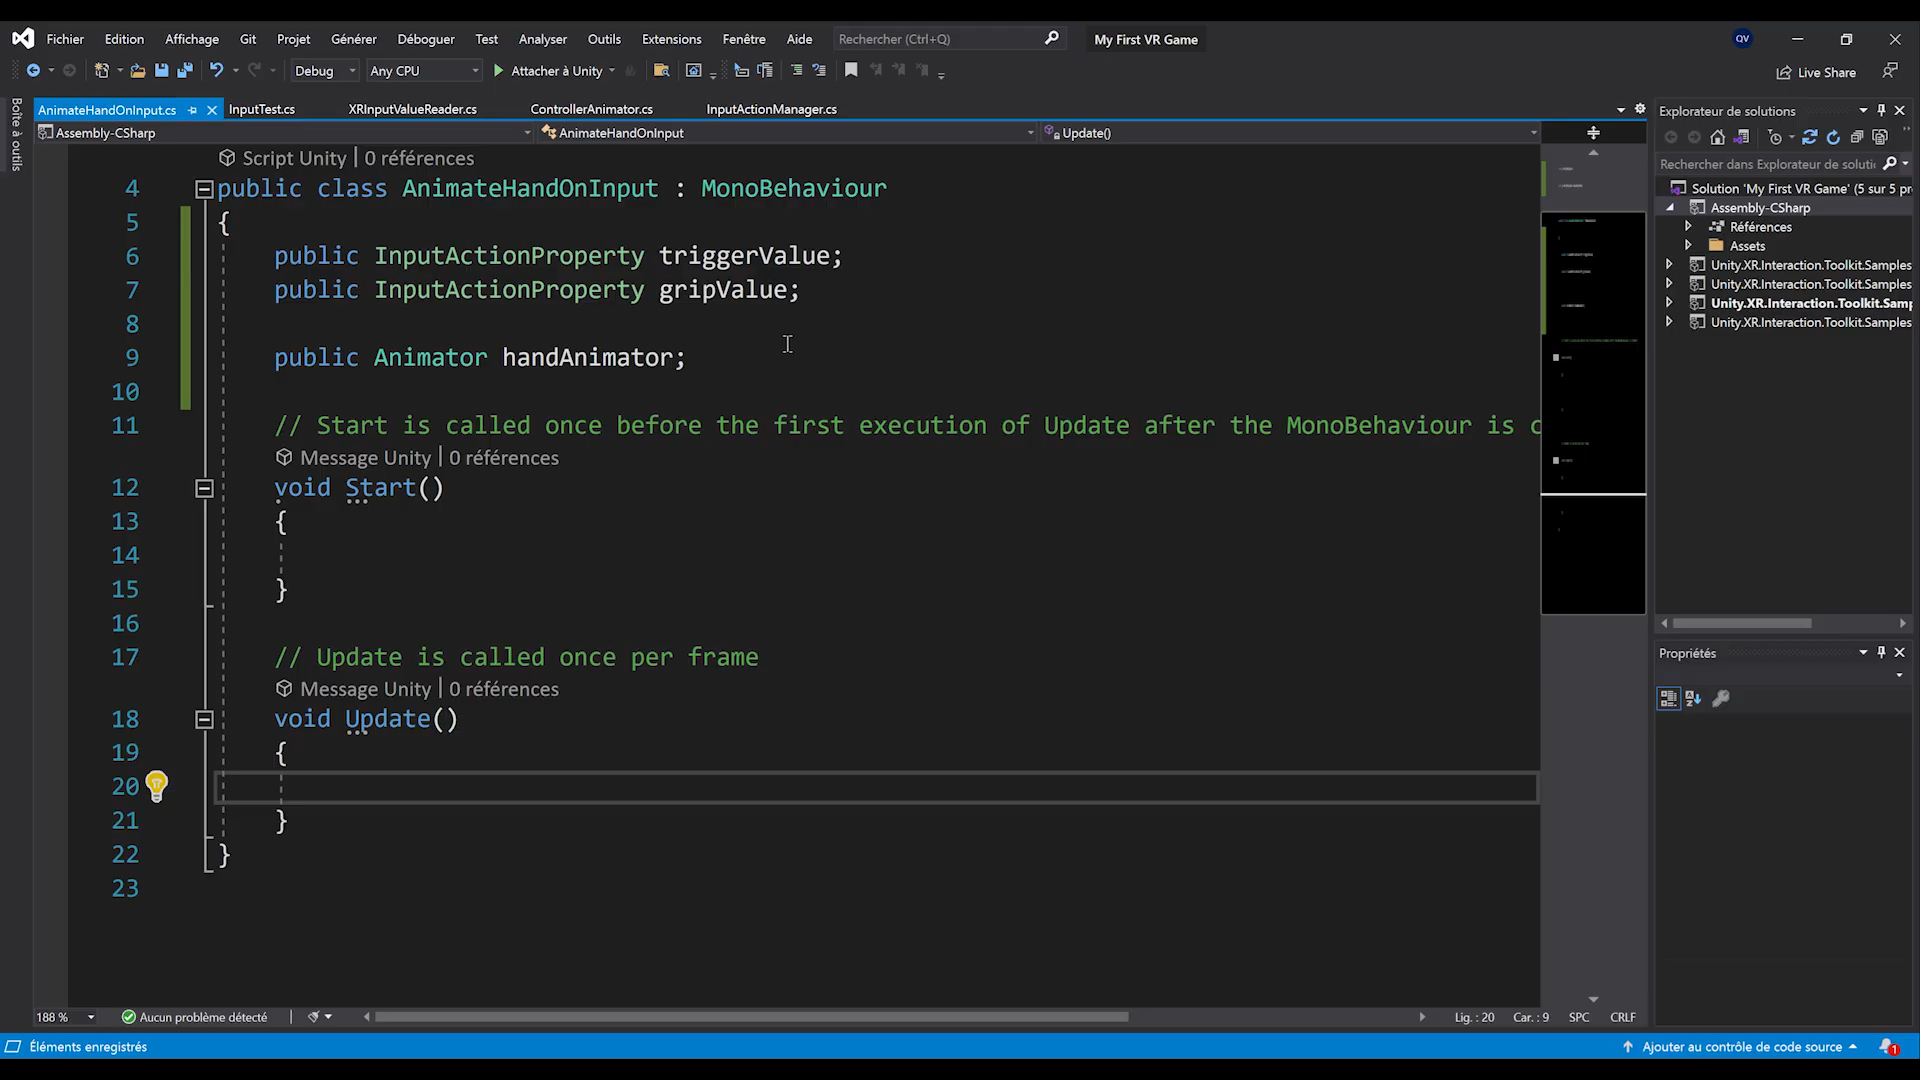 Fichier Edition Affichage Git Projet Générer Déboguer Test Analyser Outils Extensions Fenêtre Aide Rechercher (Ctrl+Q) My First VR Game QV
Debug Any CPU Attacher à Unity Live Share
Boîte à outils
AnimateHandOnInput.cs InputTest.cs XRInputValueReader.cs ControllerAnimator.cs InputActionManager.cs
Assembly-CSharp AnimateHandOnInput Update()
Script Unity | 0 références
4 public class AnimateHandOnInput : MonoBehaviour
5 {
6 public InputActionProperty triggerValue;
7 public InputActionProperty gripValue;
8
9 public Animator handAnimator;
10
11 // Start is called once before the first execution of Update after the MonoBehaviour is c
Message Unity | 0 références
12 void Start()
13 {
14
15 }
16
17 // Update is called once per frame
Message Unity | 0 références
18 void Update()
19 {
20
21 }
22 }
23
188 % Aucun problème détecté Lig. : 20 Car. : 9 SPC CRLF
Explorateur de solutions
Rechercher dans Explorateur de soluti
Solution 'My First VR Game' (5 sur 5 pr
Assembly-CSharp
Références
Assets
Unity.XR.Interaction.Toolkit.Samples
Unity.XR.Interaction.Toolkit.Samples
Unity.XR.Interaction.Toolkit.Samp
Unity.XR.Interaction.Toolkit.Samples
Propriétés
Éléments enregistrés Ajouter au contrôle de code source 1